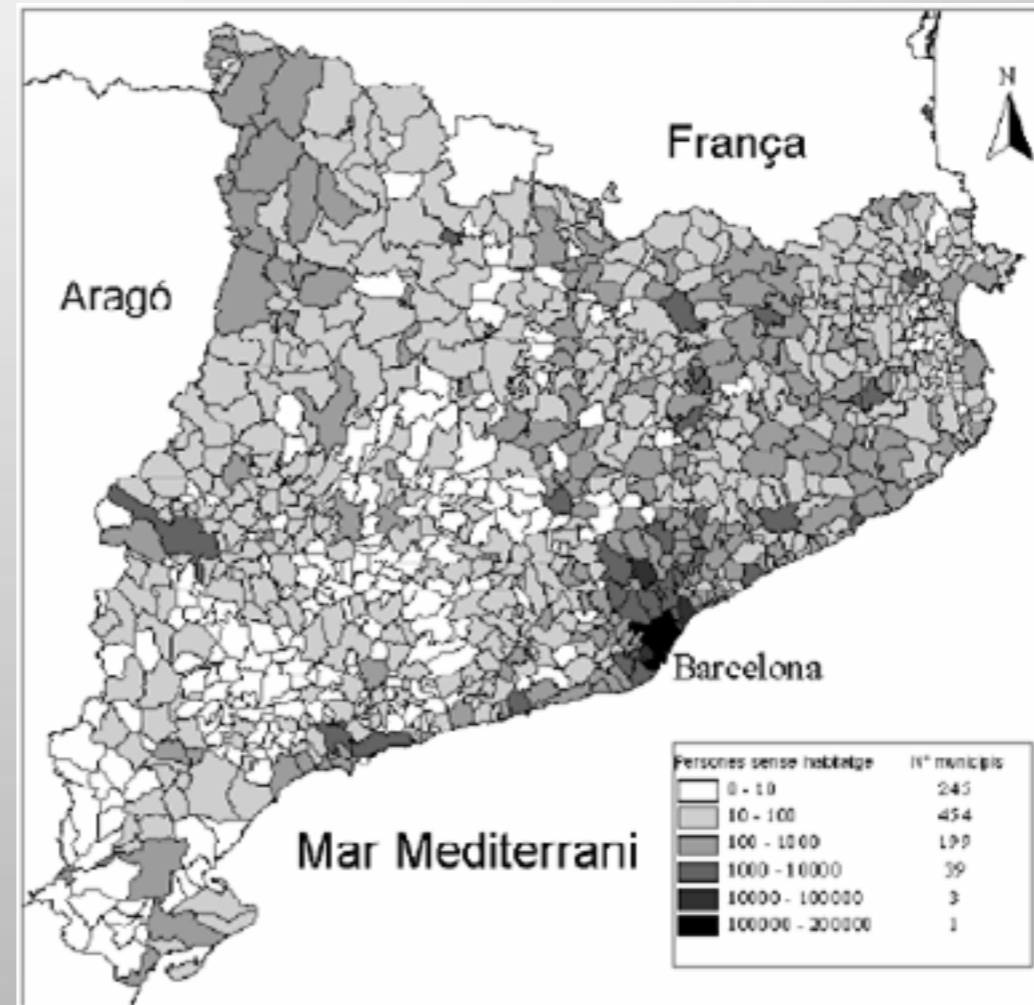 N
França
Aragó
Barcelona
Mar Mediterrani
Persones sense habitatge Nº municipis
0 - 10 245
10 - 100 454
100 - 1000 199
1000 - 10000 39
10000 - 100000 3
100000 - 200000 1